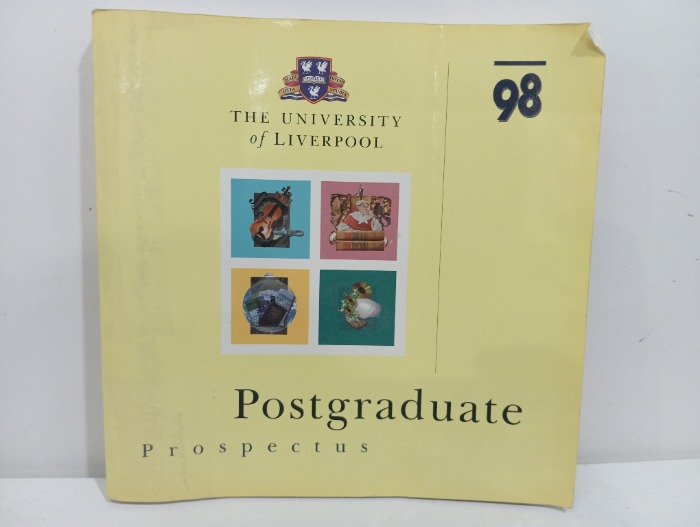 THE UNIVERSITY
of LIVERPOOL
98
Postgraduate
Prospectus